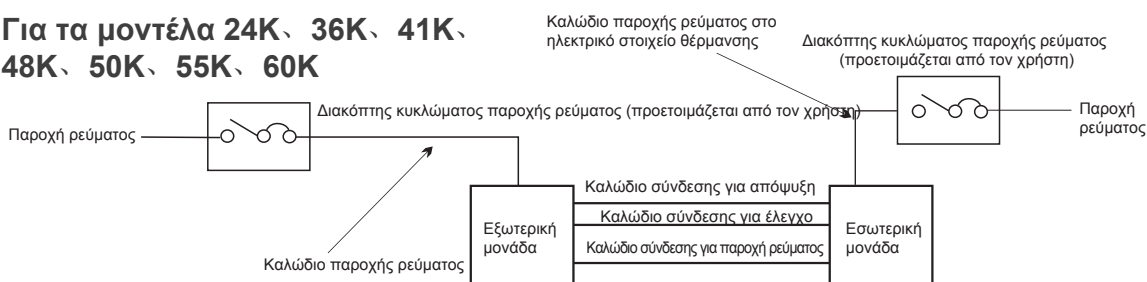 Για τα μοντέλα 24K、36K、41K、
48K、50K、55K、60K
Καλώδιο παροχής ρεύματος στο
ηλεκτρικό στοιχείο θέρμανσης
Διακόπτης κυκλώματος παροχής ρεύματος
(προετοιμάζεται από τον χρήστη)
Διακόπτης κυκλώματος παροχής ρεύματος (προετοιμάζεται από τον χρήστη)
Παροχή ρεύματος
Παροχή
ρεύματος
Καλώδιο σύνδεσης για απόψυξη
Καλώδιο σύνδεσης για έλεγχο
Καλώδιο σύνδεσης για παροχή ρεύματος
Εξωτερική
μονάδα
Εσωτερική
μονάδα
Καλώδιο παροχής ρεύματος